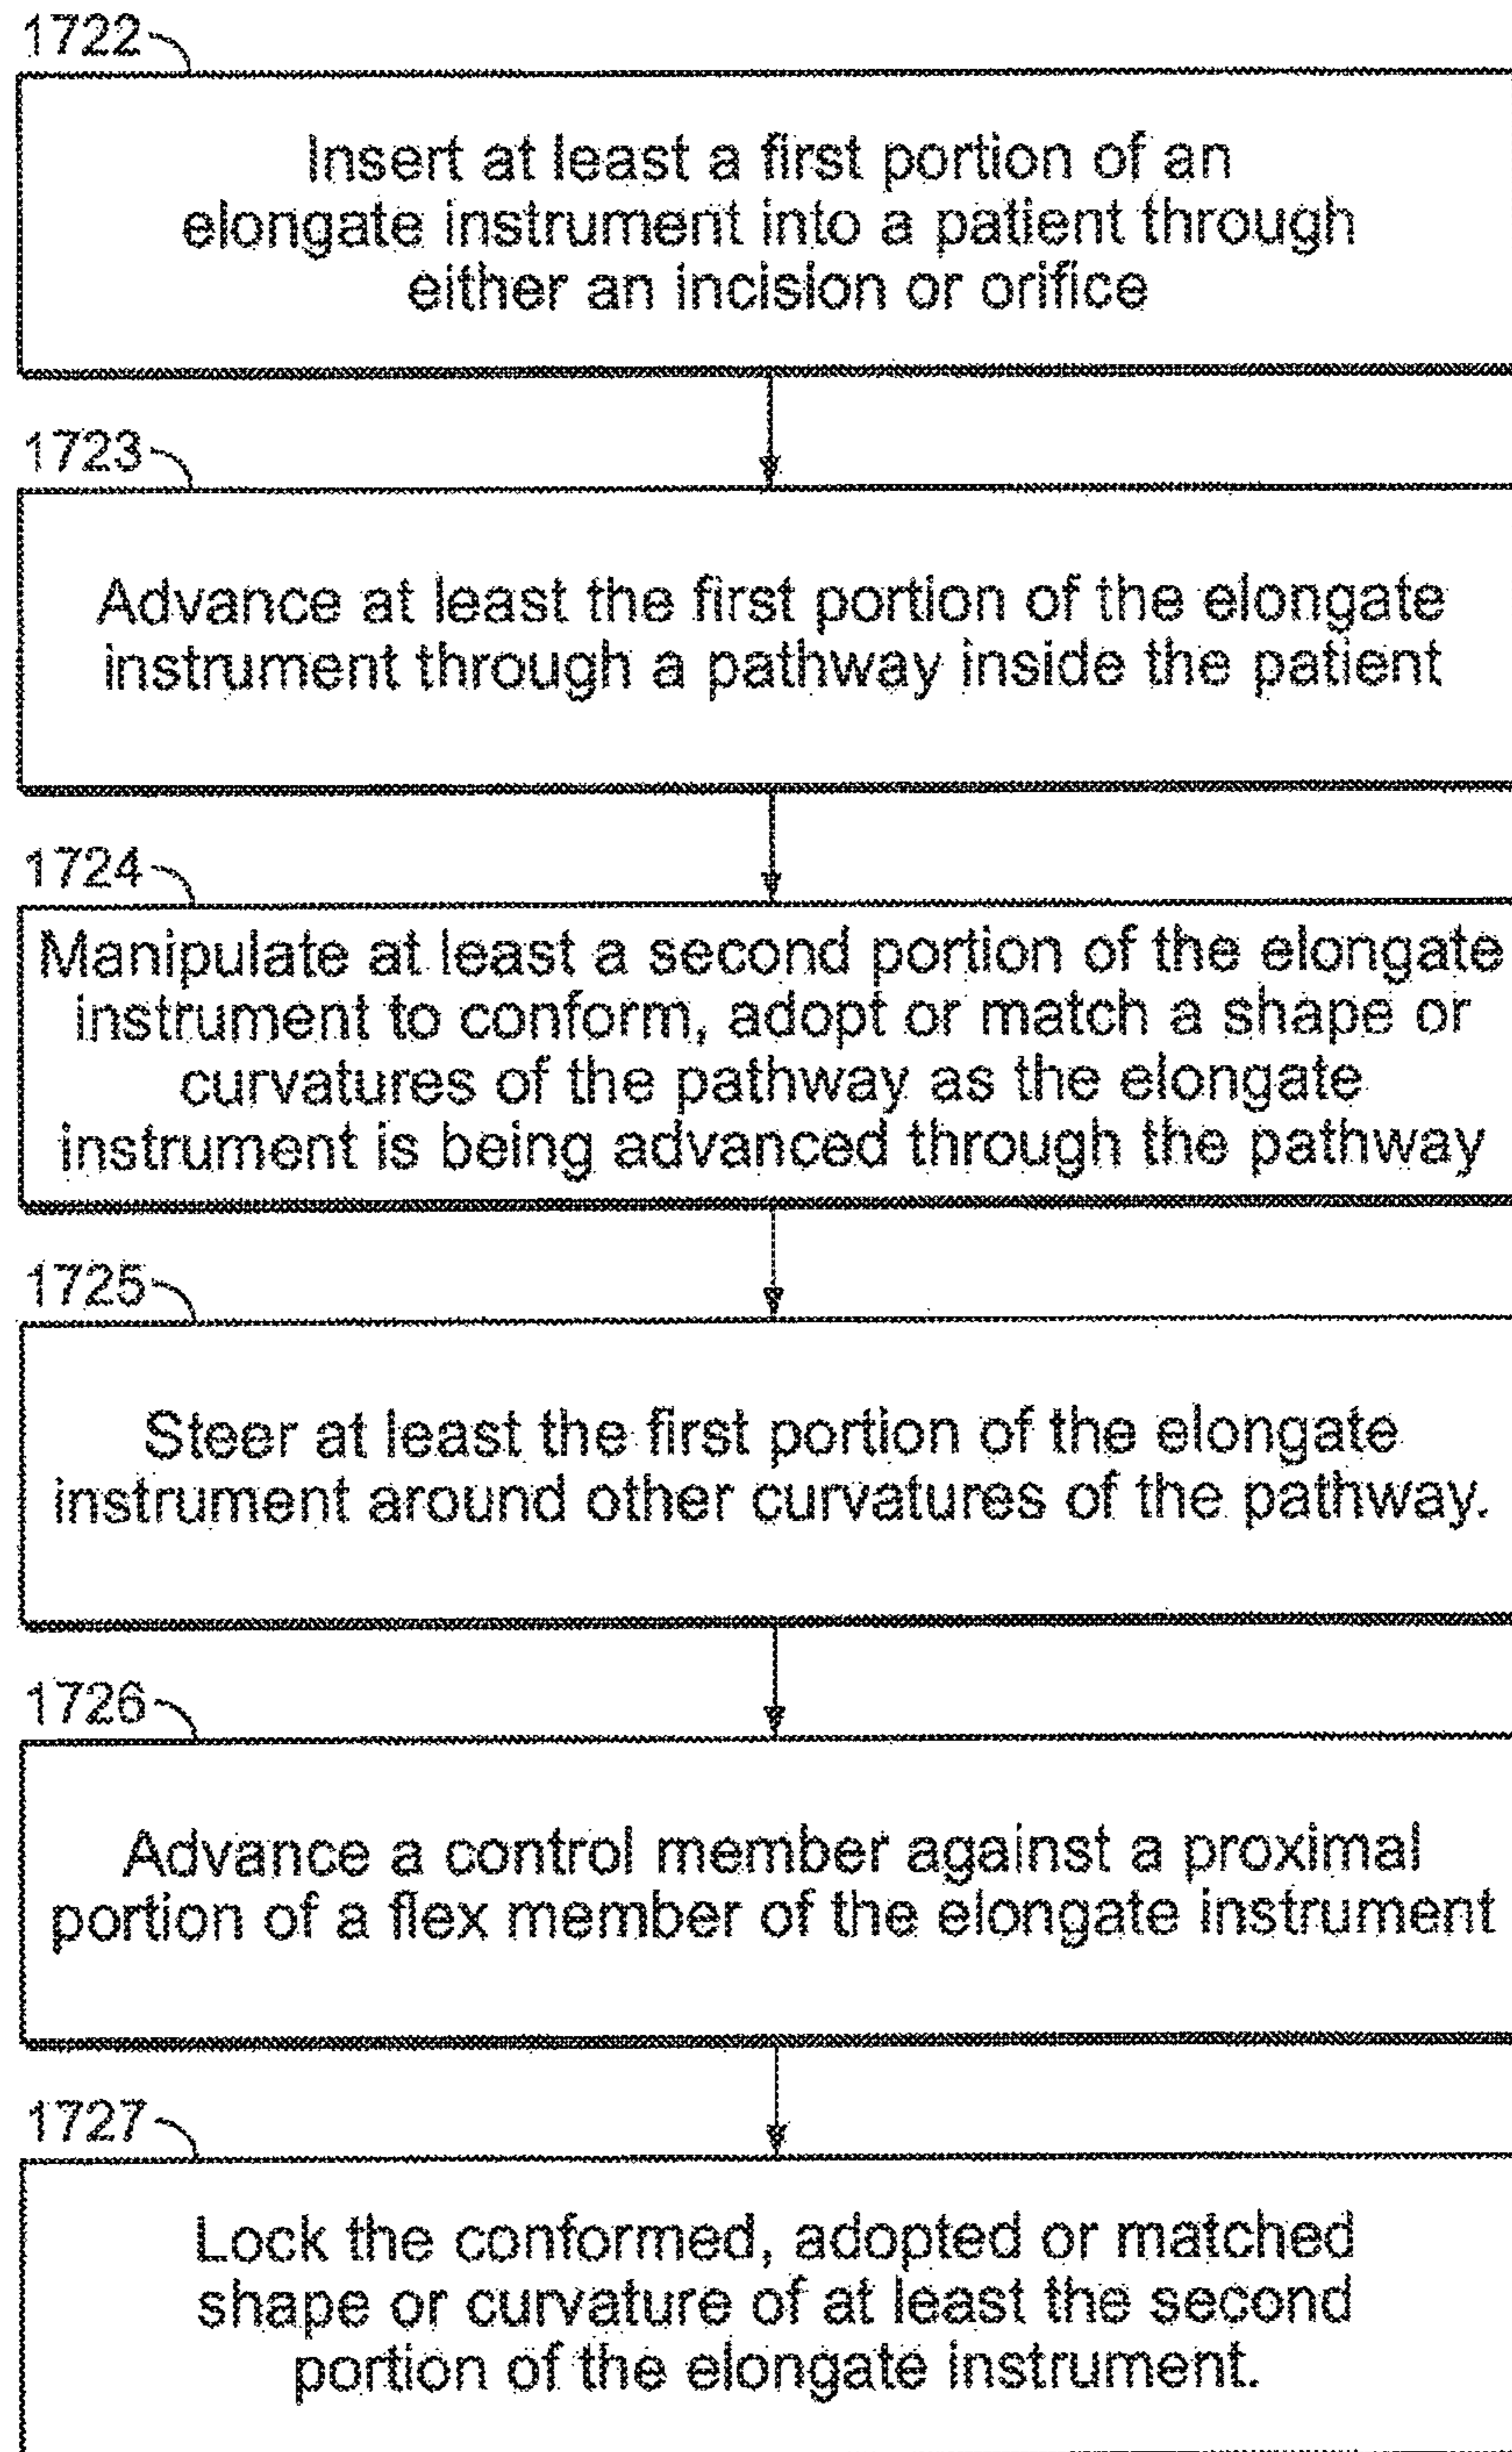 1722
Insert at least a first portion of an
elongate instrument into a patient through
either an incision or orifice
1723
Advance at least the first portion of the elongate
instrument through a pathway inside the patient
1724
Manipulate at least a second portion of the elongate
instrument to conform, adopt or match a shape or
curvatures of the pathway as the elongate
instrument is being advanced through the pathway
1725
Steer at least the first portion of the elongate
instrument around other curvatures of the pathway.
1726
Advance a control member against a proximal
portion of a flex member of the elongate instrument
1727
Lock the conformed, adopted or matched
shape or curvature of at least the second
portion of the elongate instrument.